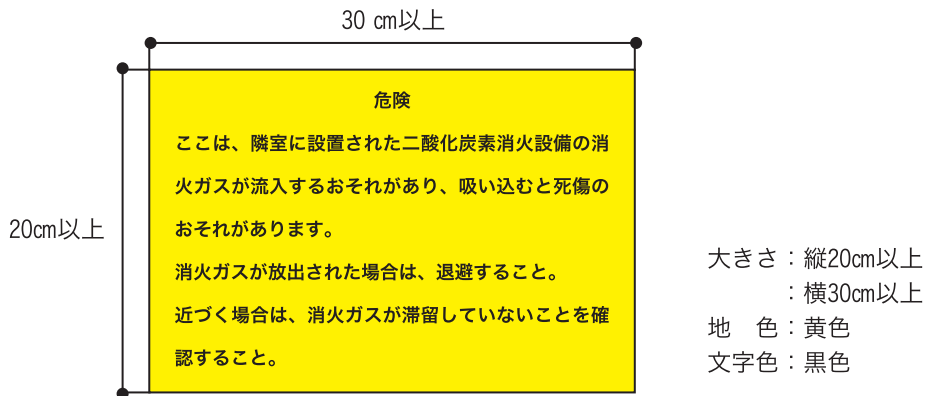 30 cm以上
20cm以上
危険
ここは、隣室に設置された二酸化炭素消火設備の消
火ガスが流入するおそれがあり、吸い込むと死傷の
おそれがあります。
消火ガスが放出された場合は、退避すること。
近づく場合は、消火ガスが滞留していないことを確
認すること。
大きさ：縦20cm以上
：横30cm以上
地　色：黄色
文字色：黒色